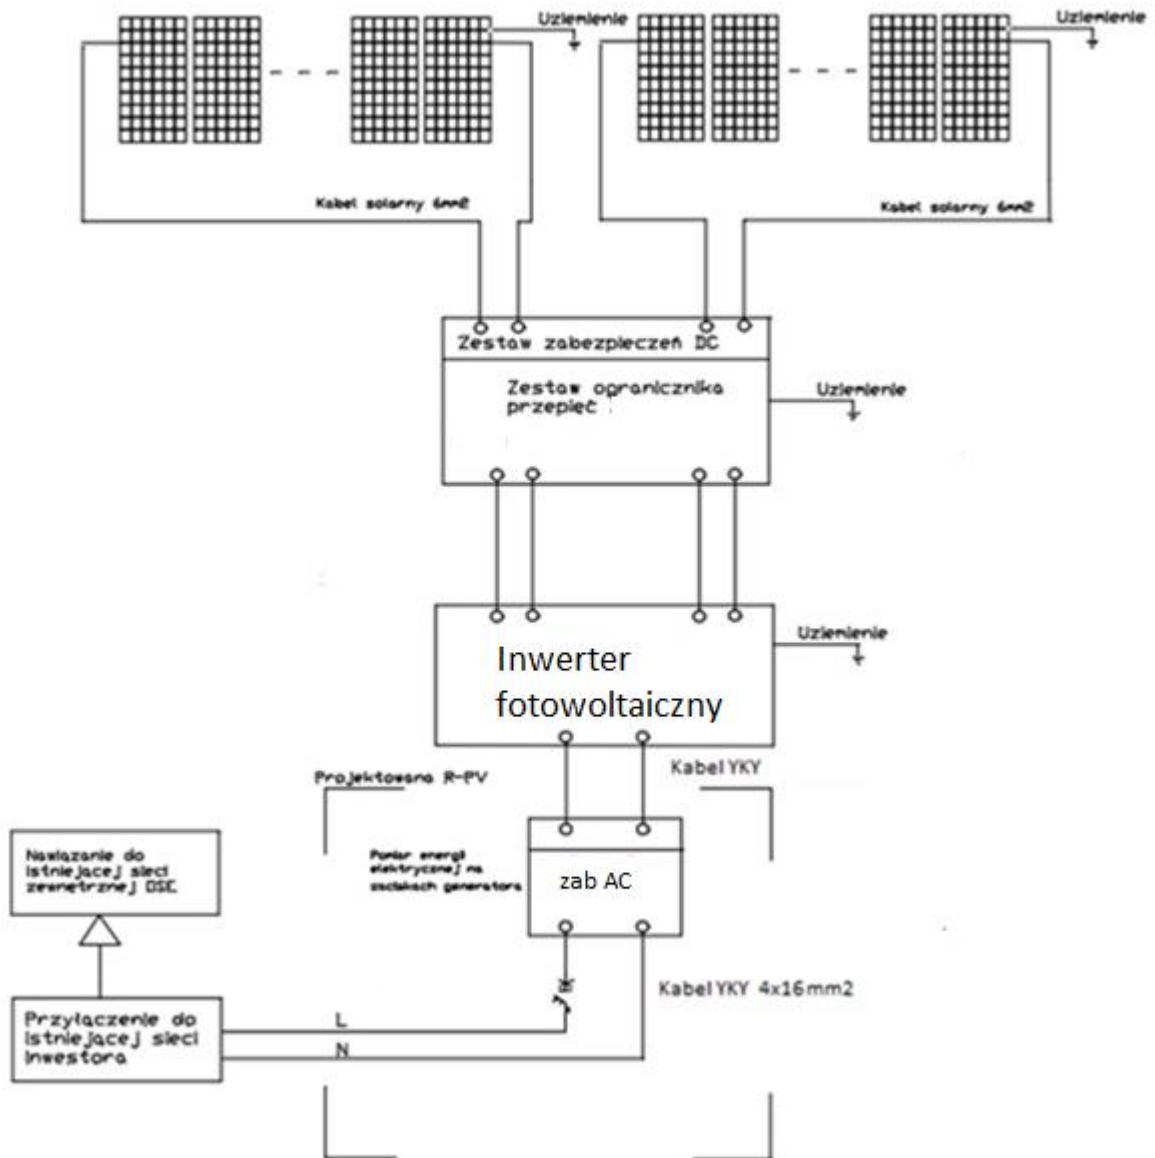 Uziemienie
Uziemienie
Kabel solarny 6mm2
Kabel solarny 6mm2
Zestaw zabezpieczeń DC
Zestaw ogranicznika
przepięć
Uziemienie
Inwerter
fotowoltaiczny
Uziemienie
Kabel YKY
Projektowana R-PV
Nawiązanie do
istniejącej sieci
zewnętrznej OSE
Pomiar energii
elektrycznej na
zaciskach generatora
zab AC
Kabel YKY 4x16mm2
Przyłaczenie do
istniejącej sieci
inwestora
L
N